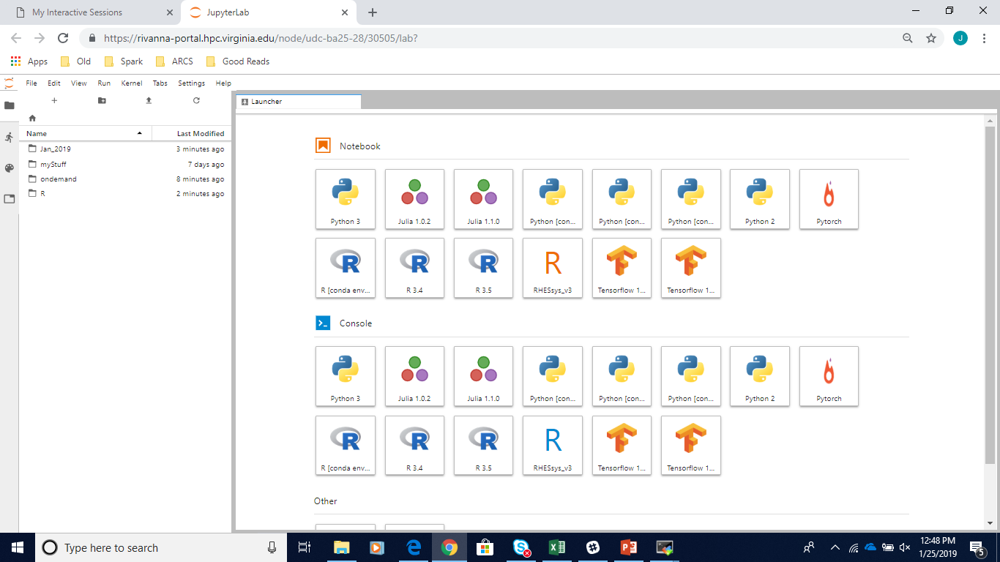 My Interactive Sessions
JupyterLab
https://rivanna-portal.hpc.virginia.edu/node/udc-ba25-28/30505/lab?
J
Apps Old Spark ARCS Good Reads
File Edit View Run Kernel Tabs Settings Help
Launcher
Name Last Modified
Jan_2019 3 minutes ago
myStuff 7 days ago
ondemand 8 minutes ago
R 2 minutes ago
Notebook
Python 3 Julia 1.0.2 Julia 1.1.0 Python [con... Python [con... Python [con... Python 2 Pytorch
R
R [conda env... R 3.4 R 3.5 RHESsys_v3 Tensorflow 1... Tensorflow 1...
Console
Python 3 Julia 1.0.2 Julia 1.1.0 Python [con... Python [con... Python [con... Python 2 Pytorch
R
R [conda env... R 3.4 R 3.5 RHESsys_v3 Tensorflow 1... Tensorflow 1...
Other
Type here to search
12:48 PM
1/25/2019
5